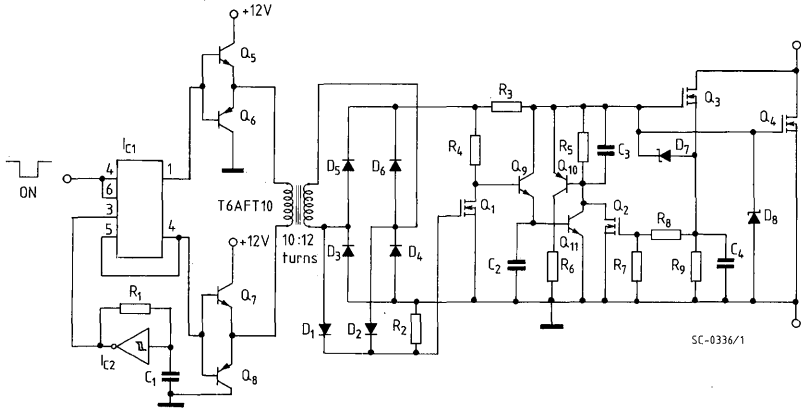 +12V
Q5
Q6
IC1
ON
4
6
3
5
1
4
T6AFT10
10:12
turns
+12V
R1
IC2
C1
Q7
Q8
D5
D6
D3
D4
D1
D2
R2
R3
R4
Q1
Q9
Q10
R5
C3
Q11
C2
R6
Q2
R7
R8
R9
C4
D7
D8
Q3
Q4
SC-0336/1